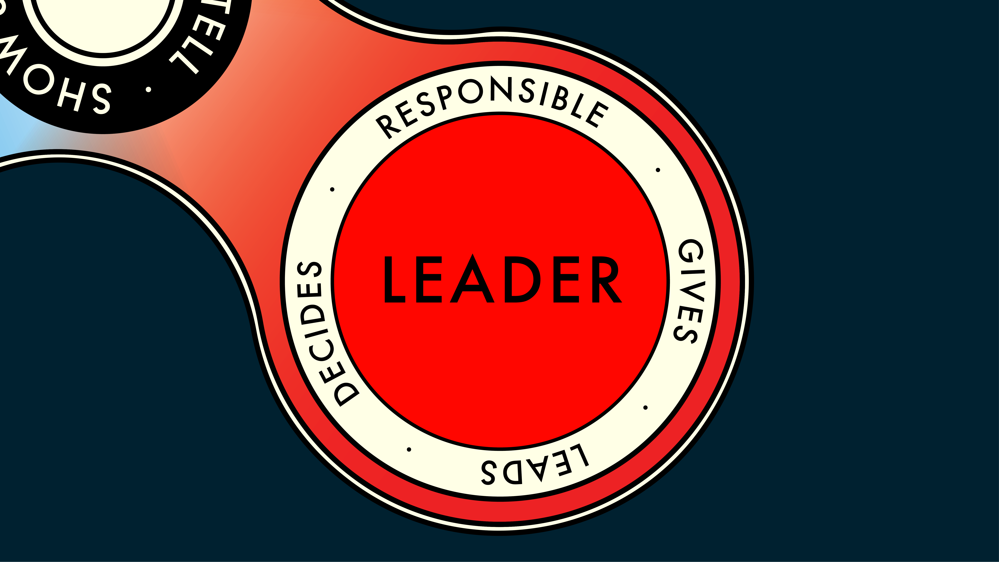 TELL · SHOW
RESPONSIBLE · GIVES · LEADS · DECIDES ·
LEADER